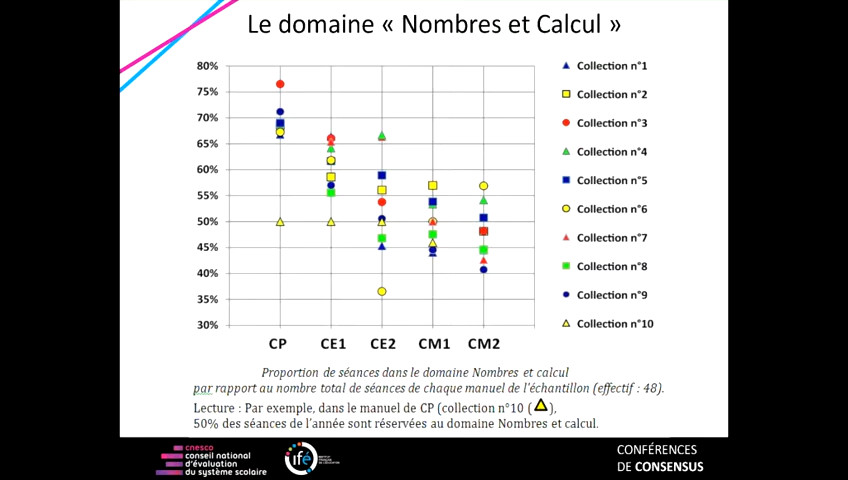 Le domaine « Nombres et Calcul »
80%
75%
70%
65%
60%
55%
50%
45%
40%
35%
30%
CP CE1 CE2 CM1 CM2
Collection n°1
Collection n°2
Collection n°3
Collection n°4
Collection n°5
Collection n°6
Collection n°7
Collection n°8
Collection n°9
Collection n°10
Proportion de séances dans le domaine Nombres et calcul
par rapport au nombre total de séances de chaque manuel de l'échantillon (effectif : 48).
Lecture : Par exemple, dans le manuel de CP (collection n°10 ( ),
50% des séances de l'année sont réservées au domaine Nombres et calcul.
cnesco
conseil national
d'évaluation
du système scolaire
ifé
CONFÉRENCES
DE CONSENSUS